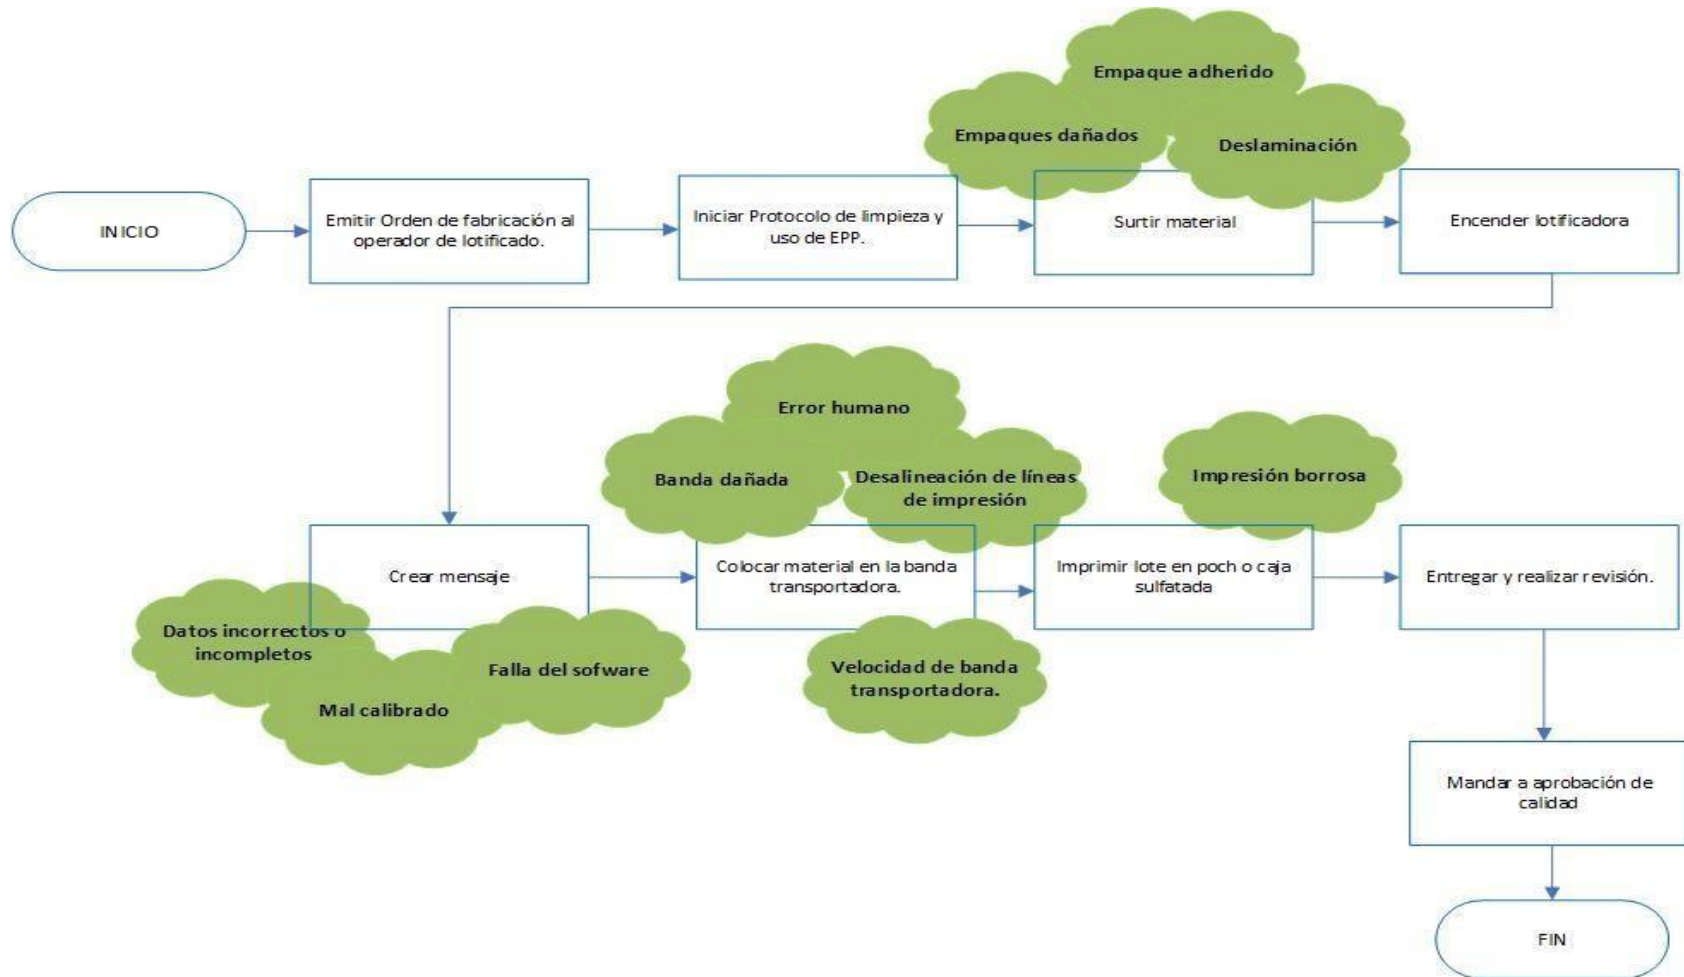 Empaque adherido
Empaques dañados
Deslaminación
INICIO
Emitir Orden de fabricación al
operador de lotificado.
Iniciar Protocolo de limpieza y
uso de EPP.
Surtir material
Encender lotificadora
Error humano
Banda dañada
Desalineación de líneas
de impresión
Impresión borrosa
Crear mensaje
Colocar material en la banda
transportadora.
Imprimir lote en poch o caja
sulfatada
Entregar y realizar revisión.
Datos incorrectos o
incompletos
Mal calibrado
Falla del sofware
Velocidad de banda
transportadora.
Mandar a aprobación de
calidad
FIN